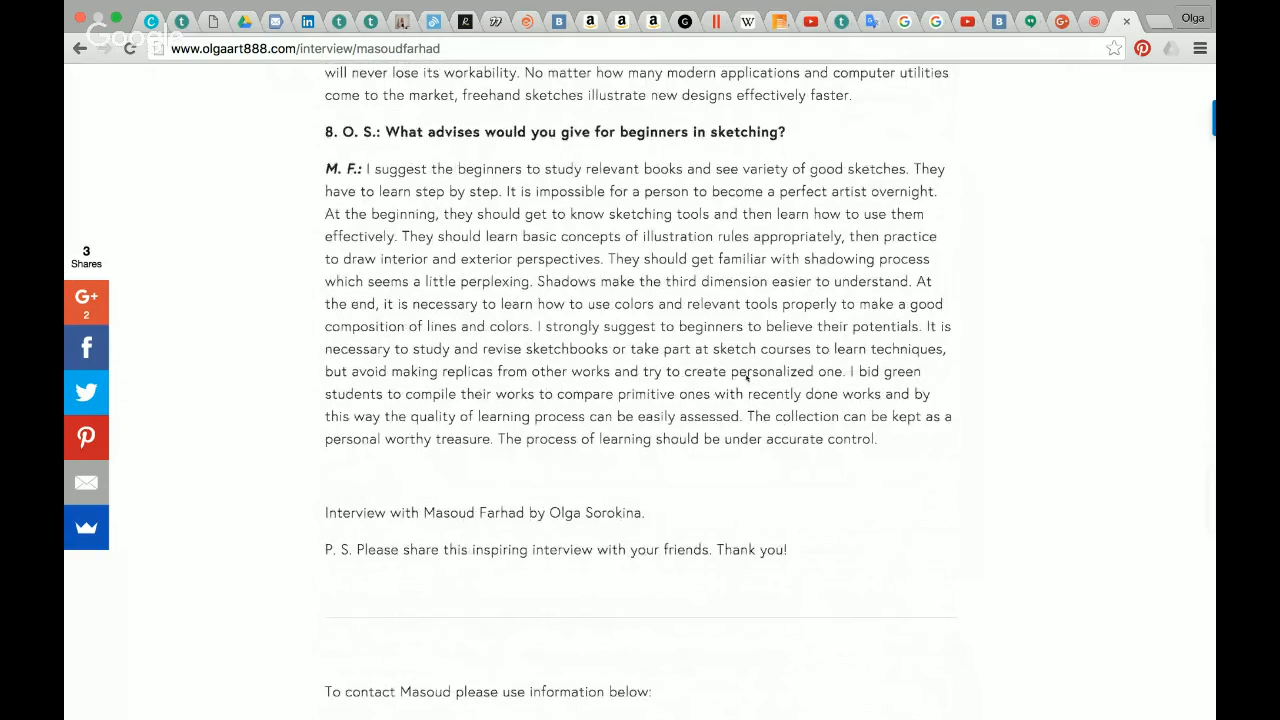 Olga
Google
www.olgaart888.com/interview/masoudfarhad
will never lose its workability. No matter how many modern applications and computer utilities
come to the market, freehand sketches illustrate new designs effectively faster.
8. O. S.: What advises would you give for beginners in sketching?
M. F.: I suggest the beginners to study relevant books and see variety of good sketches. They
have to learn step by step. It is impossible for a person to become a perfect artist overnight.
At the beginning, they should get to know sketching tools and then learn how to use them
effectively. They should learn basic concepts of illustration rules appropriately, then practice
to draw interior and exterior perspectives. They should get familiar with shadowing process
which seems a little perplexing. Shadows make the third dimension easier to understand. At
the end, it is necessary to learn how to use colors and relevant tools properly to make a good
composition of lines and colors. I strongly suggest to beginners to believe their potentials. It is
necessary to study and revise sketchbooks or take part at sketch courses to learn techniques,
but avoid making replicas from other works and try to create personalized one. I bid green
students to compile their works to compare primitive ones with recently done works and by
this way the quality of learning process can be easily assessed. The collection can be kept as a
personal worthy treasure. The process of learning should be under accurate control.
3
Shares
G+
2
Interview with Masoud Farhad by Olga Sorokina.
P. S. Please share this inspiring interview with your friends. Thank you!
To contact Masoud please use information below: